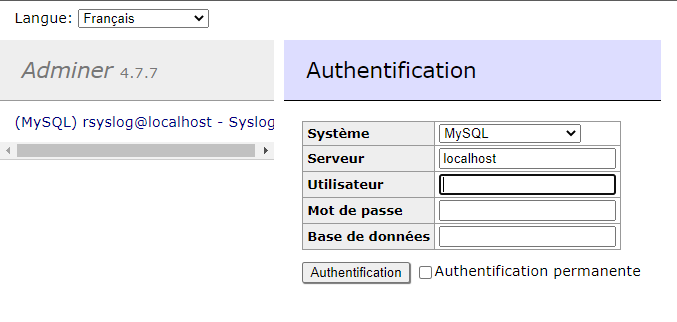 Langue: Français
Adminer 4.7.7
(MySQL) rsyslog@localhost - Syslog
Authentification
Système MySQL
Serveur localhost
Utilisateur
Mot de passe
Base de données
Authentification Authentification permanente